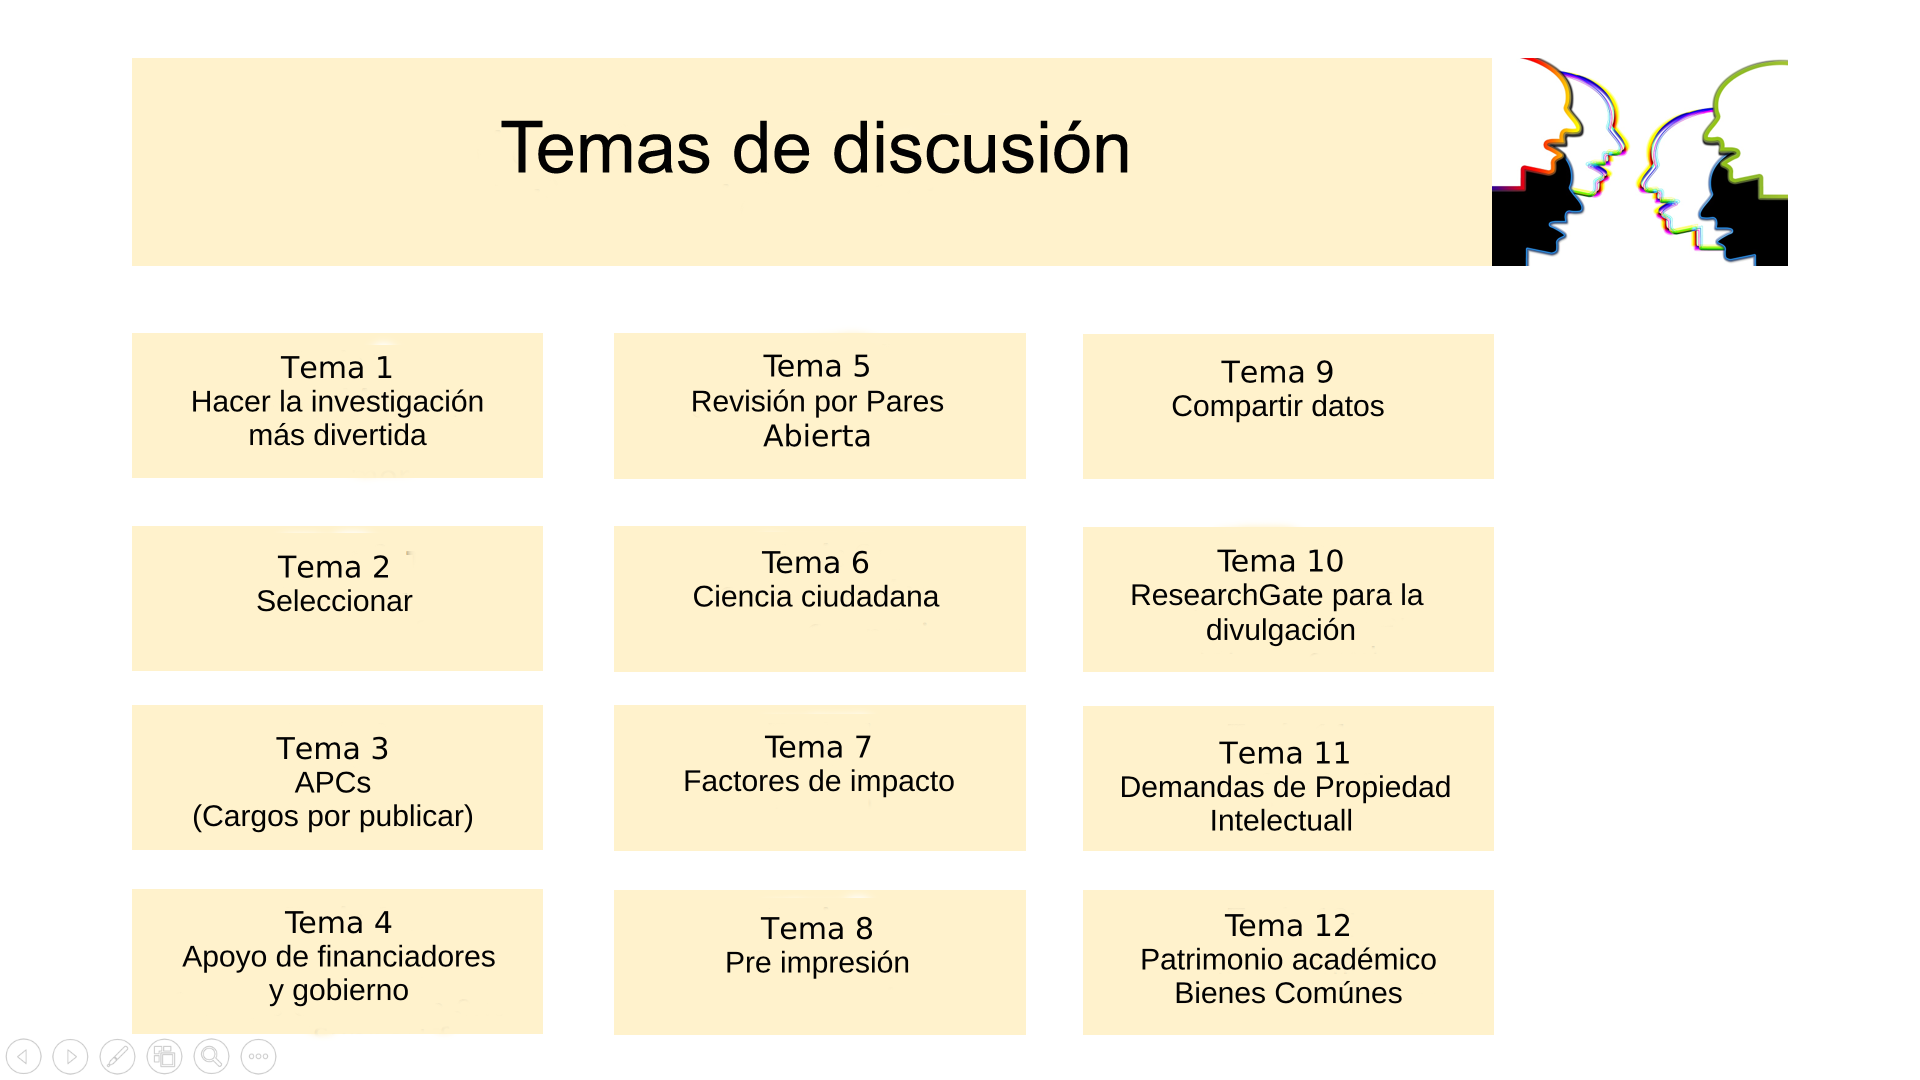 Temas de discusión
Tema 1
Hacer la investigación
más divertida
Tema 2
Seleccionar
Tema 3
APCs
(Cargos por publicar)
Tema 4
Apoyo de financiadores
y gobierno
Tema 5
Revisión por Pares
Abierta
Tema 6
Ciencia ciudadana
Tema 7
Factores de impacto
Tema 8
Pre impresión
Tema 9
Compartir datos
Tema 10
ResearchGate para la
divulgación
Tema 11
Demandas de Propiedad
Intelectuall
Tema 12
Patrimonio académico
Bienes Comúnes